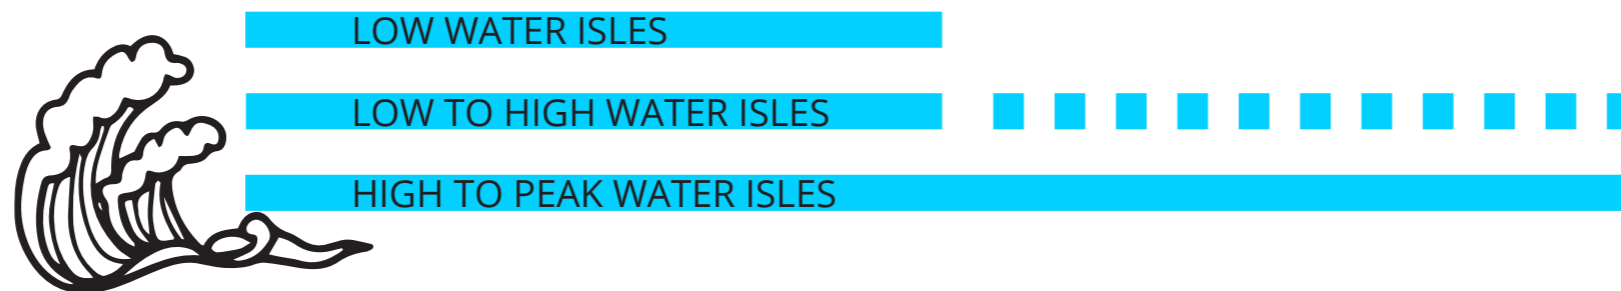 LOW WATER ISLES
LOW TO HIGH WATER ISLES
HIGH TO PEAK WATER ISLES